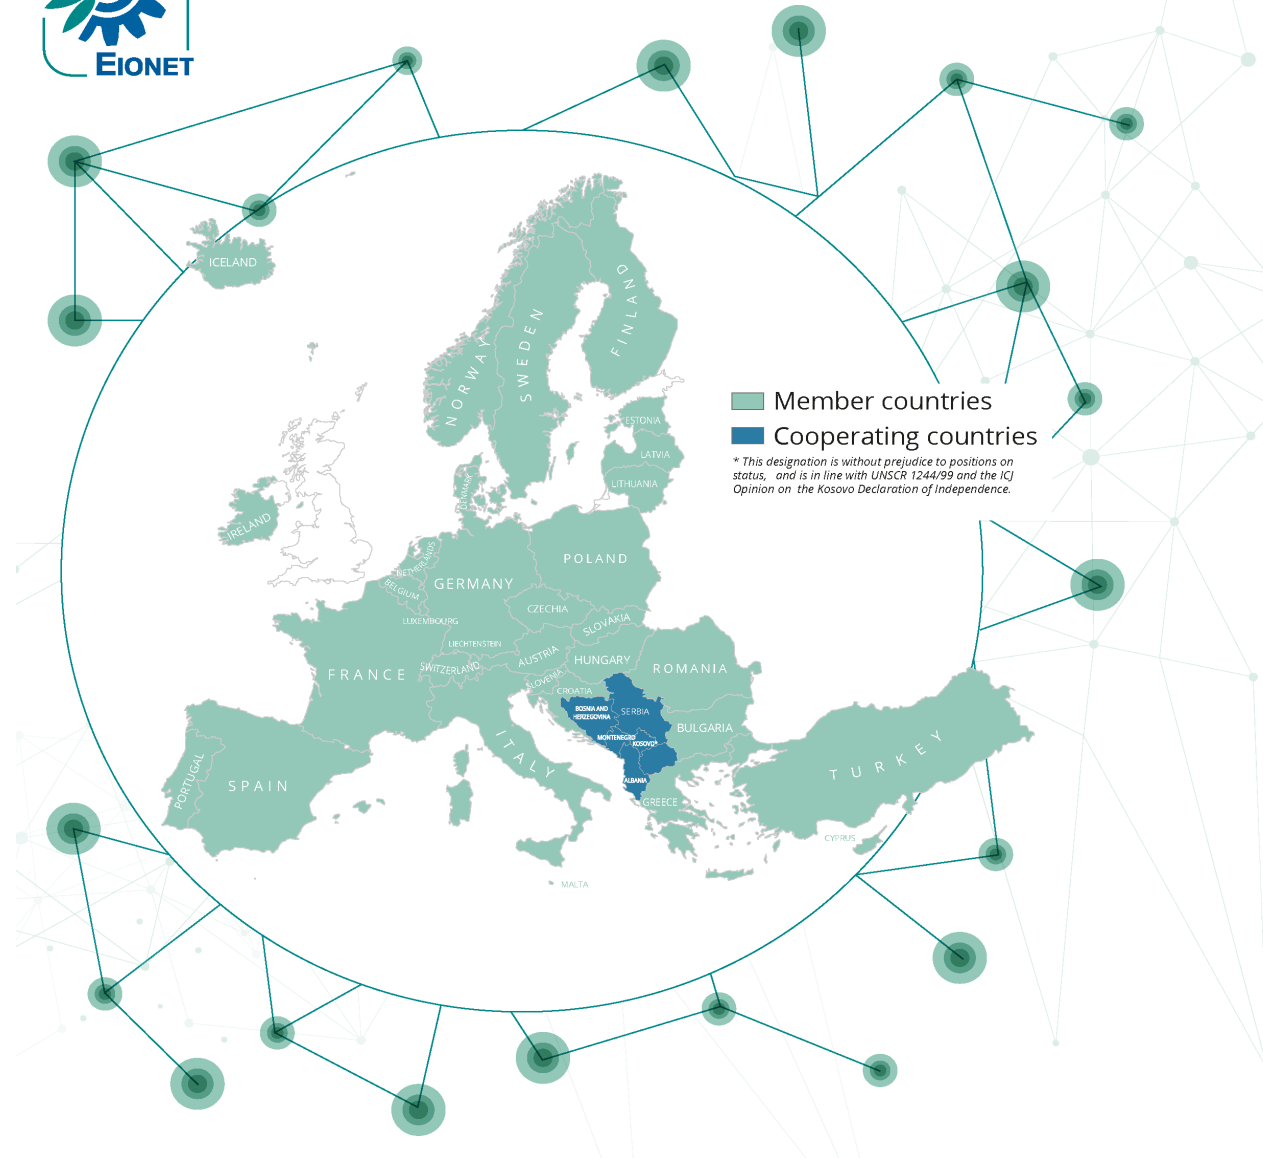 EIONET
ICELAND
FINLAND
SWEDEN
NORWAY
Member countries
Cooperating countries
* This designation is without prejudice to positions on
status, and is in line with UNSCR 1244/99 and the ICJ
Opinion on the Kosovo Declaration of Independence.
ESTONIA
LATVIA
LITHUANIA
DENMARK
IRELAND
NETHERLANDS
BELGIUM
GERMANY
POLAND
LUXEMBOURG
CZECHIA
SLOVAKIA
LIECHTENSTEIN
SWITZERLAND
AUSTRIA
HUNGARY
ROMANIA
FRANCE
SLOVENIA
CROATIA
BOSNIA AND
HERZEGOVINA
SERBIA
MONTENEGRO
KOSOVO*
BULGARIA
ITALY
ALBANIA
GREECE
TURKEY
PORTUGAL
SPAIN
CYPRUS
MALTA